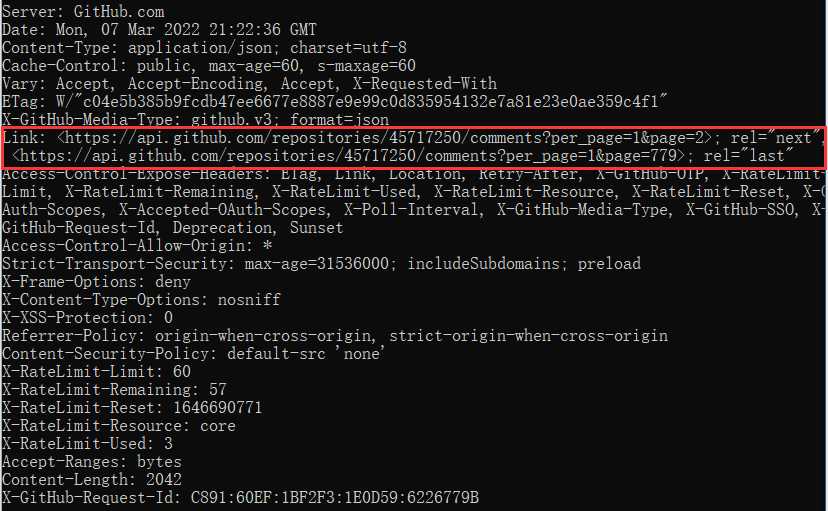 Server: GitHub.com
Date: Mon, 07 Mar 2022 21:22:36 GMT
Content-Type: application/json; charset=utf-8
Cache-Control: public, max-age=60, s-maxage=60
Vary: Accept, Accept-Encoding, Accept, X-Requested-With
ETag: W/"c04e5b385b9fcdb47ee6677e8887e9e99c0d835954132e7a81e23e0ae359c4f1"
X-GitHub-Media-Type: github.v3; format=json
Link: <https://api.github.com/repositories/45717250/comments?per_page=1&page=2>; rel="next",
<https://api.github.com/repositories/45717250/comments?per_page=1&page=779>; rel="last"
Access-Control-Expose-Headers: ETag, Link, Location, Retry-After, X-GitHub-OTP, X-RateLimit-
Limit, X-RateLimit-Remaining, X-RateLimit-Used, X-RateLimit-Resource, X-RateLimit-Reset, X-O
Auth-Scopes, X-Accepted-OAuth-Scopes, X-Poll-Interval, X-GitHub-Media-Type, X-GitHub-SSO, X-
GitHub-Request-Id, Deprecation, Sunset
Access-Control-Allow-Origin: *
Strict-Transport-Security: max-age=31536000; includeSubdomains; preload
X-Frame-Options: deny
X-Content-Type-Options: nosniff
X-XSS-Protection: 0
Referrer-Policy: origin-when-cross-origin, strict-origin-when-cross-origin
Content-Security-Policy: default-src 'none'
X-RateLimit-Limit: 60
X-RateLimit-Remaining: 57
X-RateLimit-Reset: 1646690771
X-RateLimit-Resource: core
X-RateLimit-Used: 3
Accept-Ranges: bytes
Content-Length: 2042
X-GitHub-Request-Id: C891:60EF:1BF2F3:1E0D59:6226779B